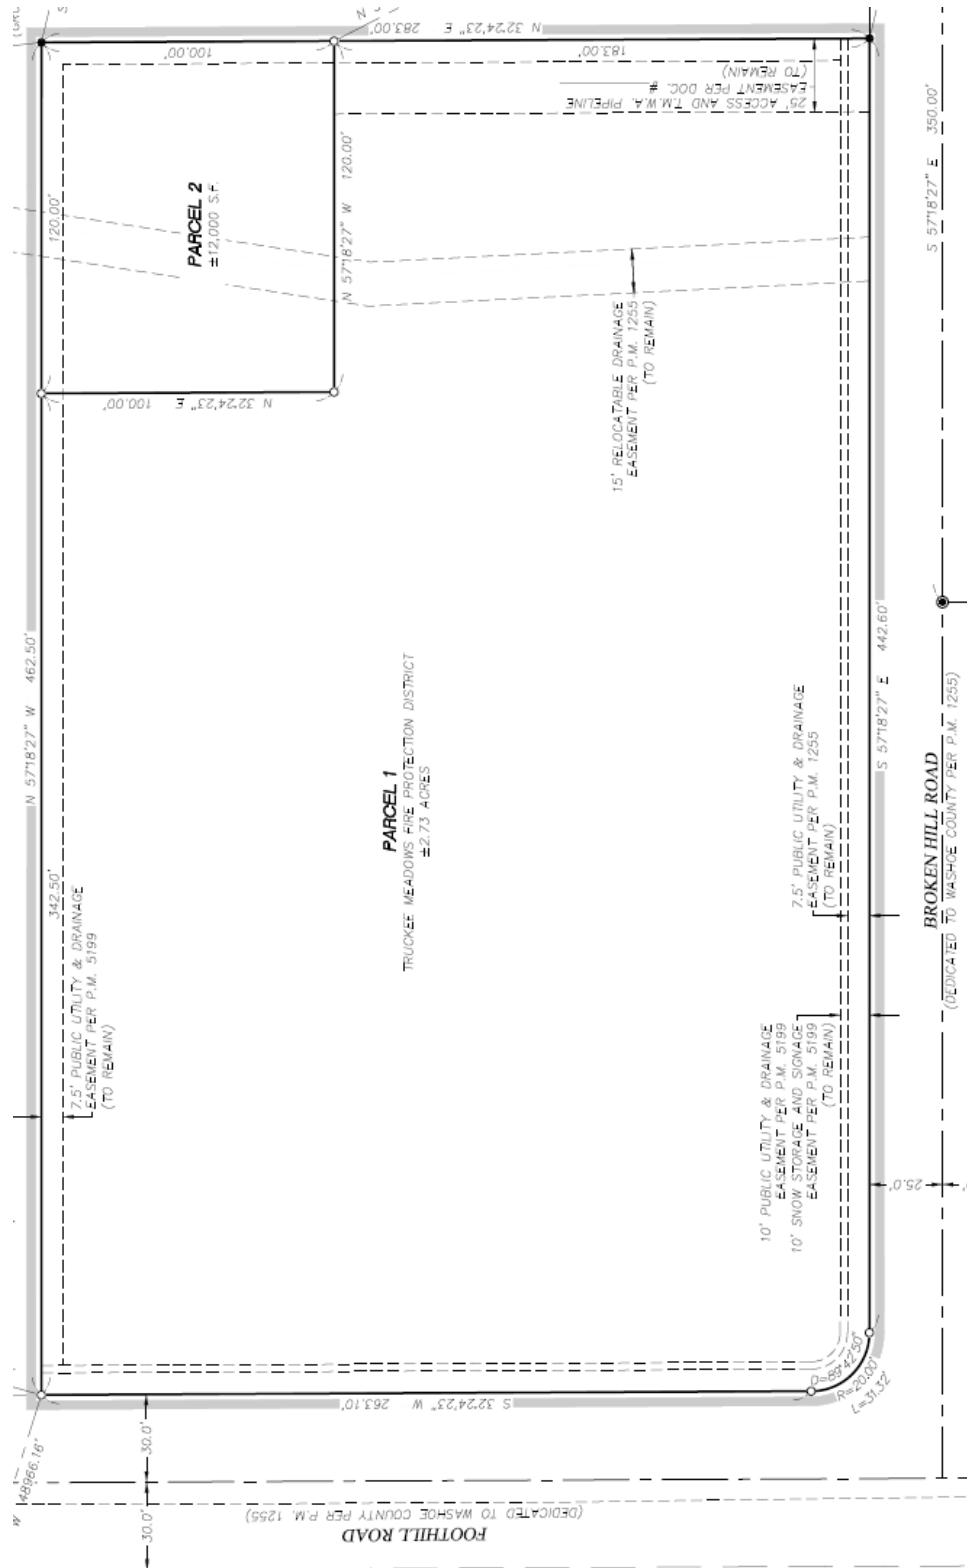 N 32°24'23" E 283.00'
100.00'
183.00'
25' ACCESS AND T.M.W.A. PIPELINE
EASEMENT PER DOC. # ________
(TO REMAIN)
120.00'
PARCEL 2
±12,000 S.F.
N 57°18'27" W 120.00'
N 32°24'23" E 100.00'
15' RELOCATABLE DRAINAGE
EASEMENT PER P.M. 1255
(TO REMAIN)
S 57°18'27" E 350.00'
N 57°18'27" W 462.50'
342.50'
7.5' PUBLIC UTILITY & DRAINAGE
EASEMENT PER P.M. 5199
(TO REMAIN)
PARCEL 1
TRUCKEE MEADOWS FIRE PROTECTION DISTRICT
±2.73 ACRES
7.5' PUBLIC UTILITY & DRAINAGE
EASEMENT PER P.M. 1255
(TO REMAIN)
10' PUBLIC UTILITY & DRAINAGE
EASEMENT PER P.M. 5199
10' SNOW STORAGE AND SIGNAGE
EASEMENT PER P.M. 5199
(TO REMAIN)
S 57°18'27" E 442.60'
BROKEN HILL ROAD
(DEDICATED TO WASHOE COUNTY PER P.M. 1255)
25.0'
D=89°42'50"
R=20.00'
L=31.32'
S 32°24'23" W 263.10'
W 48966.16'
30.0'
30.0'
FOOTHILL ROAD
(DEDICATED TO WASHOE COUNTY PER P.M. 1255)